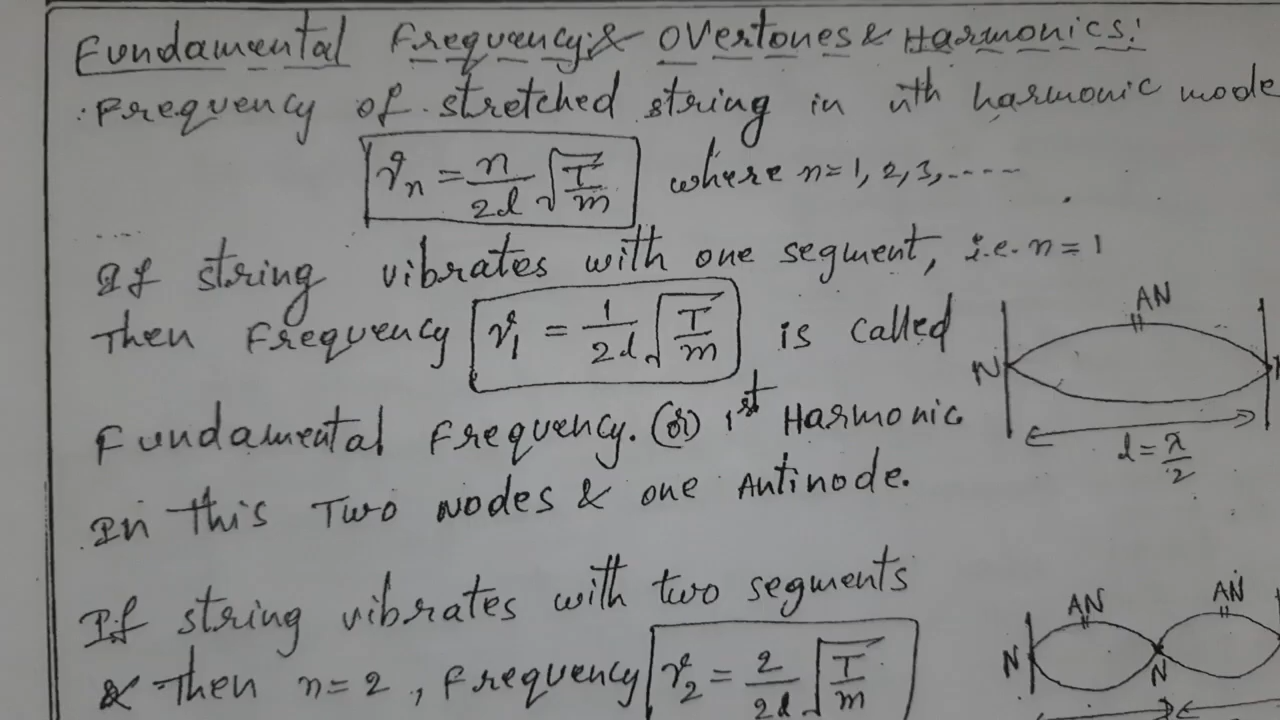 Fundamental Frequency & Overtones & Harmonics:
Frequency of stretched string in nth harmonic mode
νn = n/2l √(T/m) where n = 1, 2, 3, .....
If string vibrates with one segment, i.e. n = 1
Then Frequency ν1 = 1/2l √(T/m) is called
Fundamental Frequency. (or) 1st Harmonic
In this Two Nodes & one Antinode.
AN
N
l = λ/2
If string vibrates with two segments
& Then n = 2, Frequency ν2 = 2/2l √(T/m)
AN AN
N N